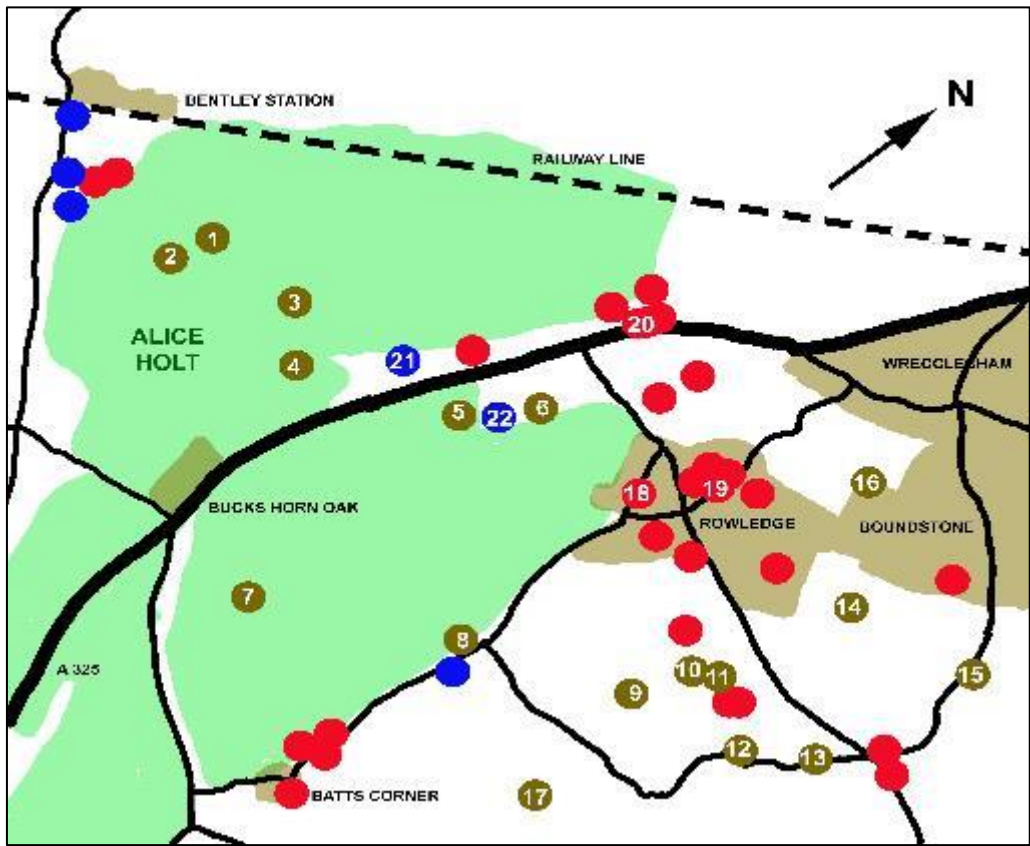 BENTLEY STATION
N
RAILWAY LINE
1
2
3
ALICE
HOLT
20
4
21
WRECCLESHAM
5
22
6
16
18
19
BUCKS HORN OAK
ROWLEDGE
BOUNDSTONE
7
14
8
A 325
10
11
15
9
12
13
BATTS CORNER
17